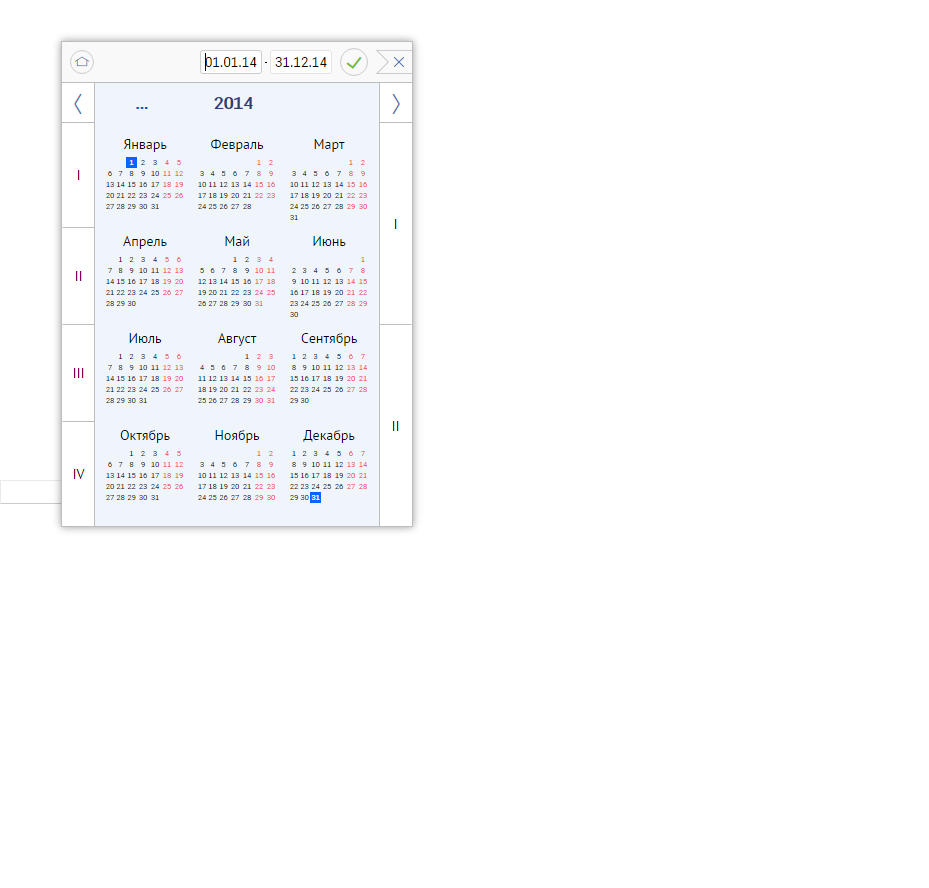 01.01.14 - 31.12.14
... 2014
Январь Февраль Март
1 2 3 4 5 1 2 1 2
I 6 7 8 9 10 11 12 3 4 5 6 7 8 9 3 4 5 6 7 8 9
13 14 15 16 17 18 19 10 11 12 13 14 15 16 10 11 12 13 14 15 16
20 21 22 23 24 25 26 17 18 19 20 21 22 23 17 18 19 20 21 22 23
27 28 29 30 31 24 25 26 27 28 24 25 26 27 28 29 30
31
I
Апрель Май Июнь
1 2 3 4 5 6 1 2 3 4 1
II 7 8 9 10 11 12 13 5 6 7 8 9 10 11 2 3 4 5 6 7 8
14 15 16 17 18 19 20 12 13 14 15 16 17 18 9 10 11 12 13 14 15
21 22 23 24 25 26 27 19 20 21 22 23 24 25 16 17 18 19 20 21 22
28 29 30 26 27 28 29 30 31 23 24 25 26 27 28 29
30
Июль Август Сентябрь
1 2 3 4 5 6 1 2 3 1 2 3 4 5 6 7
III 7 8 9 10 11 12 13 4 5 6 7 8 9 10 8 9 10 11 12 13 14
14 15 16 17 18 19 20 11 12 13 14 15 16 17 15 16 17 18 19 20 21
21 22 23 24 25 26 27 18 19 20 21 22 23 24 22 23 24 25 26 27 28
28 29 30 31 25 26 27 28 29 30 31 29 30
II
Октябрь Ноябрь Декабрь
1 2 3 4 5 1 2 1 2 3 4 5 6 7
6 7 8 9 10 11 12 3 4 5 6 7 8 9 8 9 10 11 12 13 14
IV 13 14 15 16 17 18 19 10 11 12 13 14 15 16 15 16 17 18 19 20 21
20 21 22 23 24 25 26 17 18 19 20 21 22 23 22 23 24 25 26 27 28
27 28 29 30 31 24 25 26 27 28 29 30 29 30 31